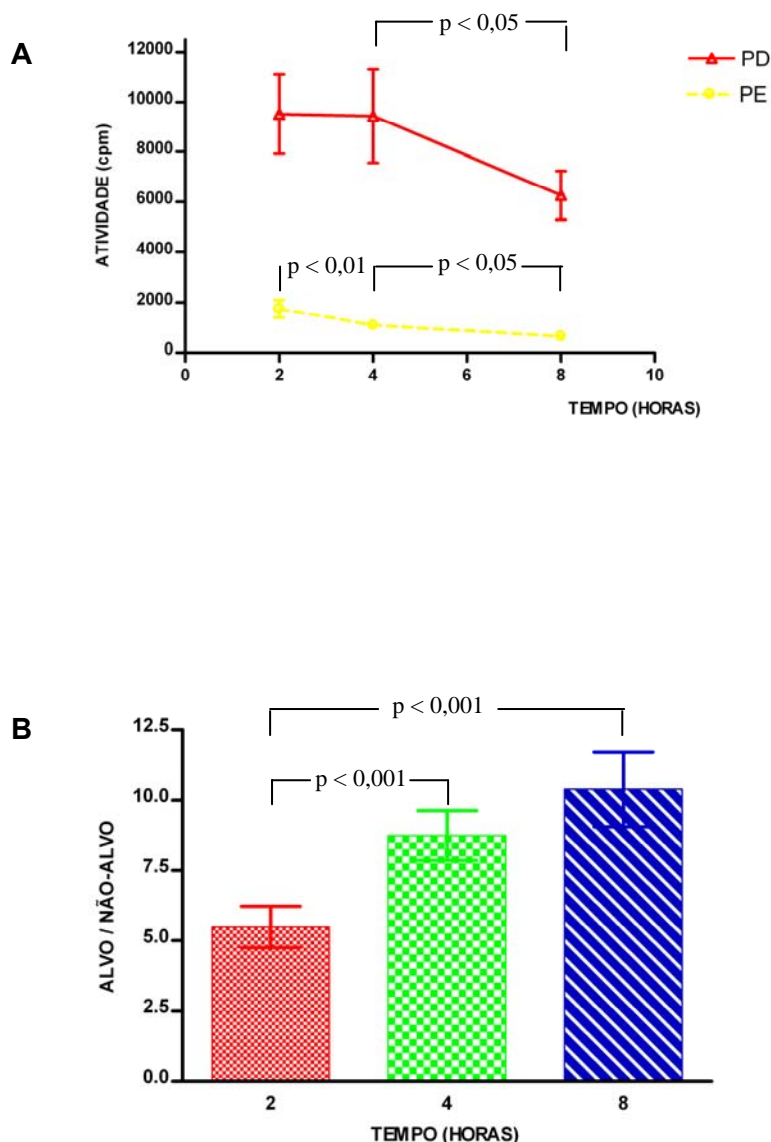 A
p < 0,05
PD
PE
12000
10000
8000
6000
4000
2000
0
ATIVIDADE (cpm)
p < 0,01
p < 0,05
0 2 4 6 8 10
TEMPO (HORAS)
B
p < 0,001
p < 0,001
12.5
10.0
7.5
5.0
2.5
0.0
ALVO / NÃO-ALVO
2 4 8
TEMPO (HORAS)